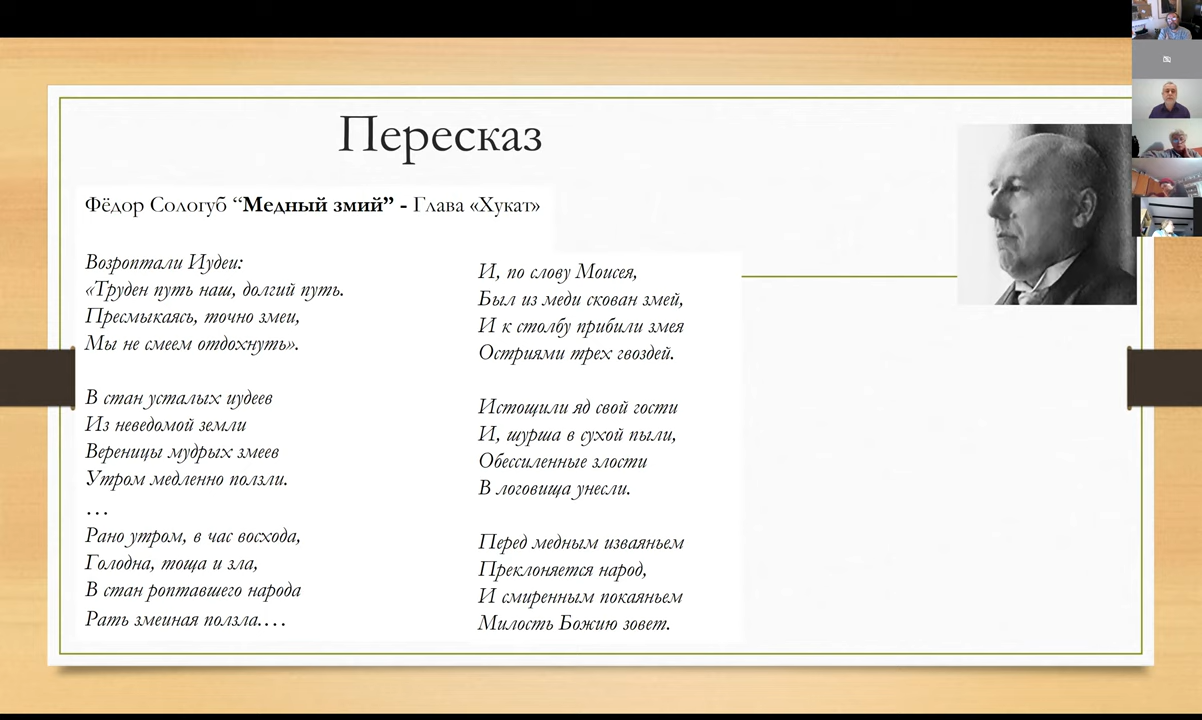 Пересказ
Фёдор Сологуб “Медный змий” - Глава «Хукат»
Возроптали Иудеи:
«Труден путь наш, долгий путь.
Пресмыкаясь, точно змеи,
Мы не смеем отдохнуть».
В стан усталых иудеев
Из неведомой земли
Вереницы мудрых змеев
Утром медленно ползли.
…
Рано утром, в час восхода,
Голодна, тоща и зла,
В стан роптавшего народа
Рать змеиная ползла….
И, по слову Моисея,
Был из меди скован змей,
И к столбу прибили змея
Остриями трех гвоздей.
Истощили яд свой гости
И, шурша в сухой пыли,
Обессиленные злости
В логовища унесли.
Перед медным изваяньем
Преклоняется народ,
И смиренным покаяньем
Милость Божию зовет.